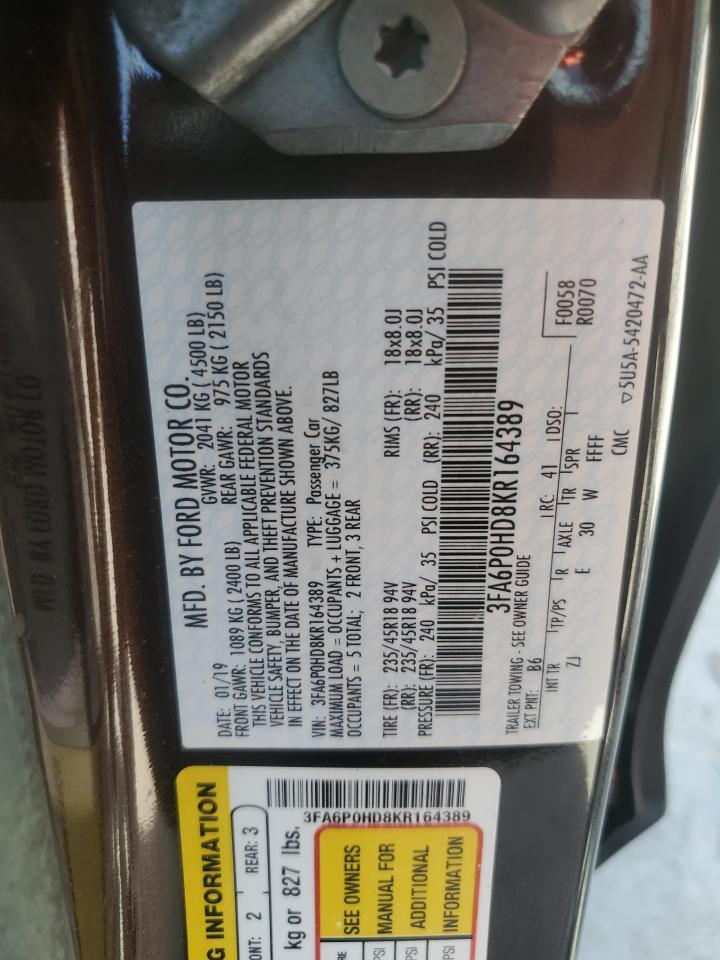 MFD. BY FORD MOTOR CO.
DATE: 01/19 GVWR: 2041 KG ( 4500 LB)
FRONT GAWR: 1089 KG ( 2400 LB) REAR GAWR: 975 KG ( 2150 LB)
THIS VEHICLE CONFORMS TO ALL APPLICABLE FEDERAL MOTOR
VEHICLE SAFETY, BUMPER, AND THEFT PREVENTION STANDARDS
IN EFFECT ON THE DATE OF MANUFACTURE SHOWN ABOVE.
VIN: 3FA6P0HD8KR164389 TYPE: Passenger Car
MAXIMUM LOAD = OCCUPANTS + LUGGAGE = 375KG/ 827LB
OCCUPANTS = 5 TOTAL; 2 FRONT, 3 REAR
TIRE (FR): 235/45R18 94V RIMS (FR): 18x8.0J
(RR): 235/45R18 94V (RR): 18x8.0J
PRESSURE (FR): 240 kPa/ 35 PSI COLD (RR): 240 kPa/ 35 PSI COLD
3FA6P0HD8KR164389
TRAILER TOWING - SEE OWNER GUIDE
EXT PNT: B6 RC: 41 DSO: F0058
R0070
INT TR TP/PS R AXLE TR SPR
ZJ E 30 W FFFF
CMC ▽5U5A-5420472-AA
3FA6P0HD8KR164389
G INFORMATION
ONT: 2 REAR: 3
kg or 827 lbs.
SEE OWNERS
MANUAL FOR
ADDITIONAL
INFORMATION
RE
PSI
PSI
PSI